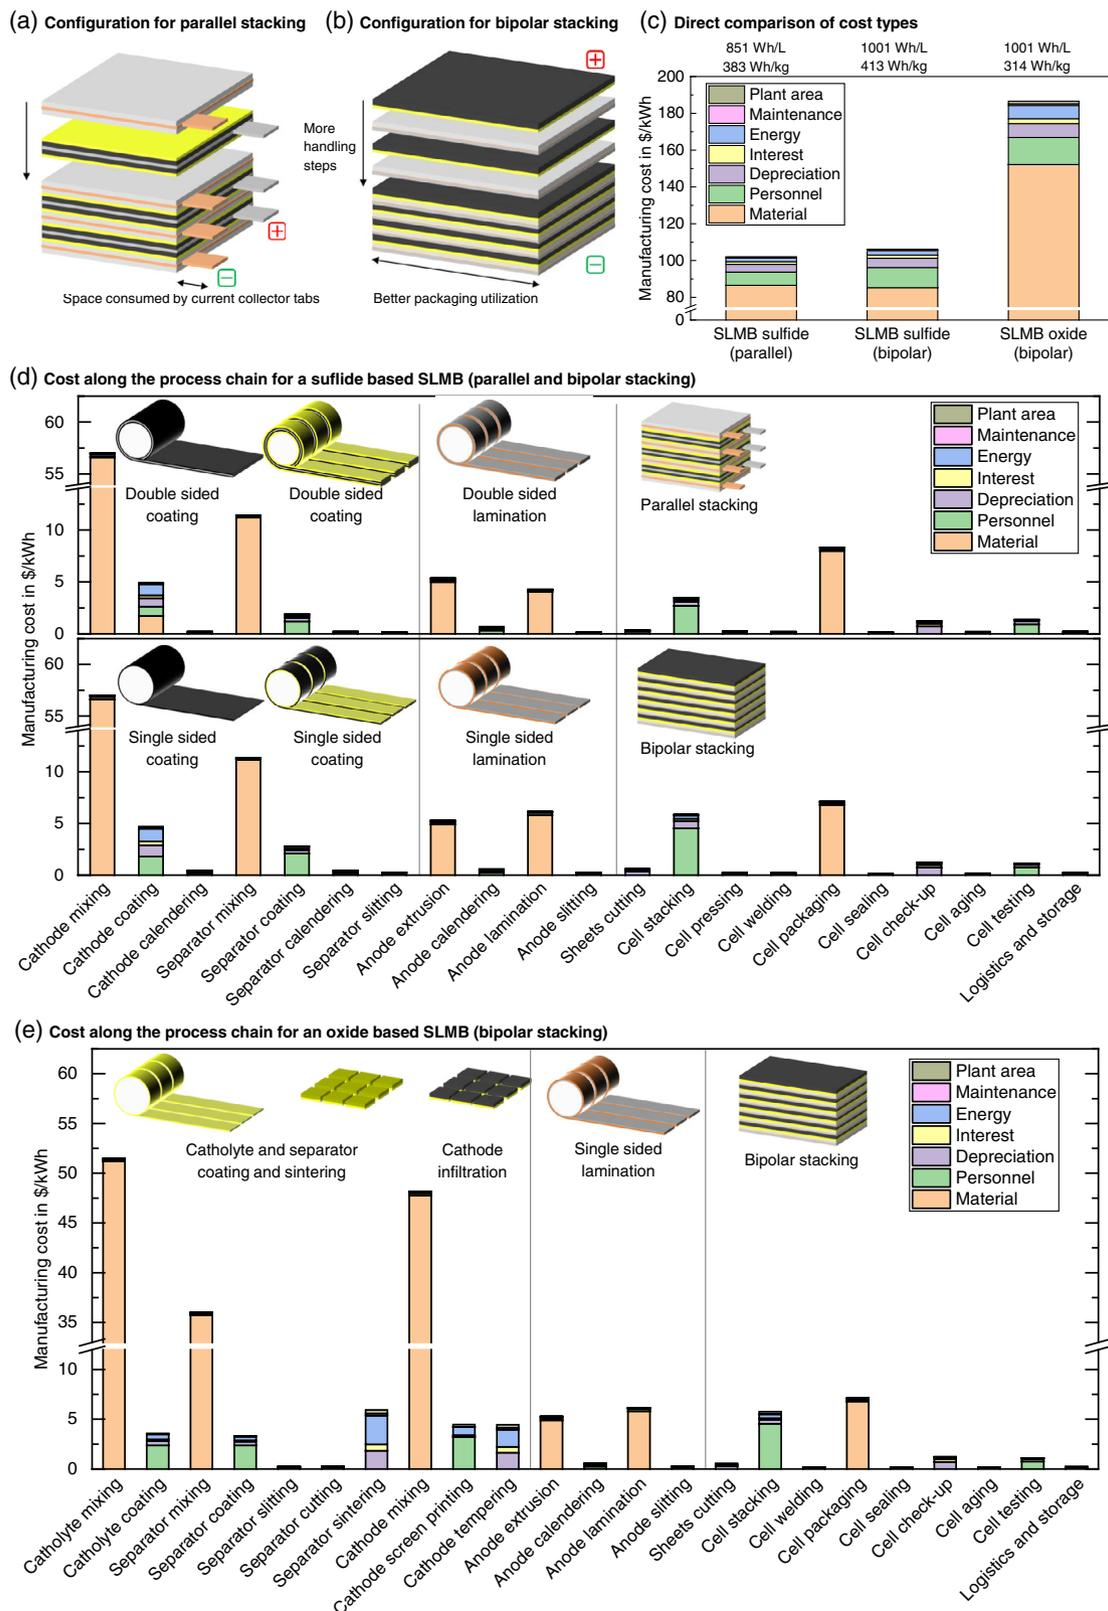 (a) Configuration for parallel stacking
More
handling
steps
Space consumed by current collector tabs
(b) Configuration for bipolar stacking
Better packaging utilization
(c) Direct comparison of cost types
851 Wh/L
383 Wh/kg
1001 Wh/L
413 Wh/kg
1001 Wh/L
314 Wh/kg
Manufacturing cost in $/kWh
200
180
160
140
120
100
80
0
Plant area
Maintenance
Energy
Interest
Depreciation
Personnel
Material
SLMB sulfide
(parallel)
SLMB sulfide
(bipolar)
SLMB oxide
(bipolar)
(d) Cost along the process chain for a suflide based SLMB (parallel and bipolar stacking)
Manufacturing cost in $/kWh
60
55
10
5
0
Double sided
coating
Double sided
coating
Double sided
lamination
Parallel stacking
Plant area
Maintenance
Energy
Interest
Depreciation
Personnel
Material
60
55
10
5
0
Single sided
coating
Single sided
coating
Single sided
lamination
Bipolar stacking
Cathode mixing
Cathode coating
Cathode calendering
Separator mixing
Separator coating
Separator calendering
Separator slitting
Anode extrusion
Anode calendering
Anode lamination
Anode slitting
Sheets cutting
Cell stacking
Cell pressing
Cell welding
Cell packaging
Cell sealing
Cell check-up
Cell aging
Cell testing
Logistics and storage
(e) Cost along the process chain for an oxide based SLMB (bipolar stacking)
Manufacturing cost in $/kWh
60
55
50
45
40
35
10
5
0
Catholyte and separator
coating and sintering
Cathode
infiltration
Single sided
lamination
Bipolar stacking
Plant area
Maintenance
Energy
Interest
Depreciation
Personnel
Material
Catholyte mixing
Catholyte coating
Separator mixing
Separator coating
Separator slitting
Separator cutting
Separator sintering
Cathode mixing
Cathode screen printing
Cathode tempering
Anode extrusion
Anode calendering
Anode lamination
Anode slitting
Sheets cutting
Cell stacking
Cell welding
Cell packaging
Cell sealing
Cell check-up
Cell aging
Cell testing
Logistics and storage